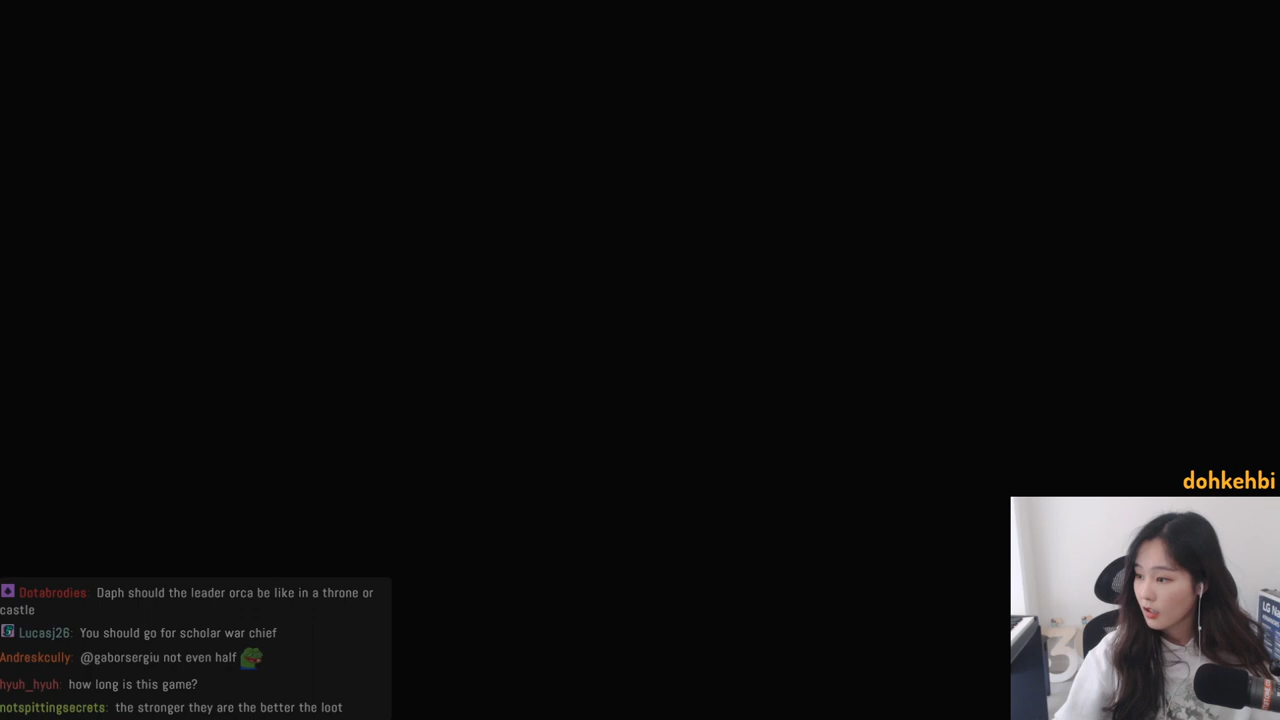 dohkehbi
Dotabrodies: Daph should the leader orca be like in a throne or
castle
Lucasj26: You should go for scholar war chief
Andreskcully: @gaborsergiu not even half
hyuh_hyuh: how long is this game?
notspittingsecrets: the stronger they are the better the loot